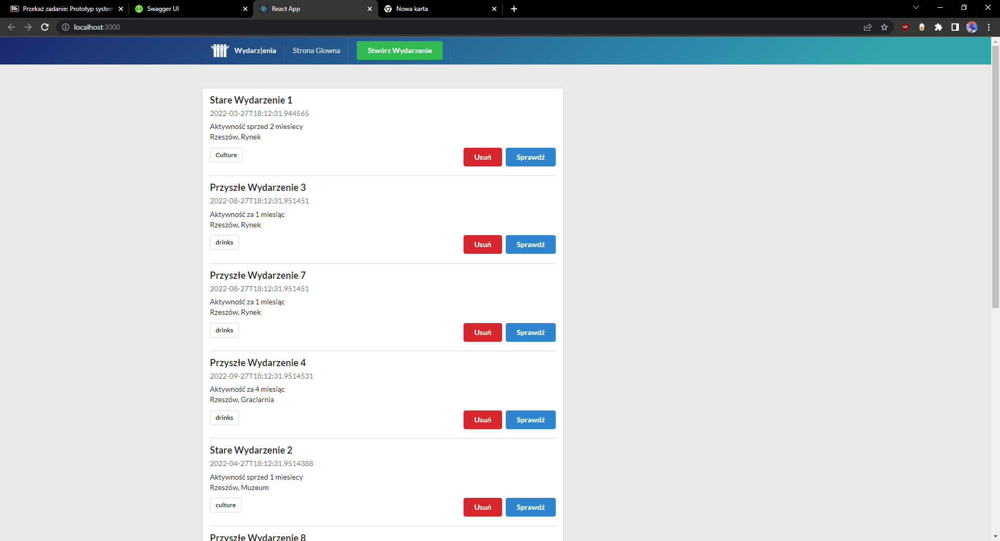 Przekaż zadanie: Prototyp system
Swagger UI
React App
Nowa karta
localhost:3000
Wydarz|enia
Strona Glowna
Stwórz Wydarzenie
Stare Wydarzenie 1
2022-03-27T18:12:31.944565
Aktywność sprzed 2 miesiecy
Rzeszów, Rynek
Culture
Usuń
Sprawdź
Przyszłe Wydarzenie 3
2022-08-27T18:12:31.951451
Aktywność za 1 miesiąc
Rzeszów, Rynek
drinks
Usuń
Sprawdź
Przyszłe Wydarzenie 7
2022-08-27T18:12:31.951451
Aktywność za 1 miesiąc
Rzeszów, Rynek
drinks
Usuń
Sprawdź
Przyszłe Wydarzenie 4
2022-09-27T18:12:31.9514531
Aktywność za 4 miesiąc
Rzeszów, Graciarnia
drinks
Usuń
Sprawdź
Stare Wydarzenie 2
2022-04-27T18:12:31.9514388
Aktywność sprzed 1 miesiecy
Rzeszów, Muzeum
culture
Usuń
Sprawdź
Przyszłe Wydarzenie 8